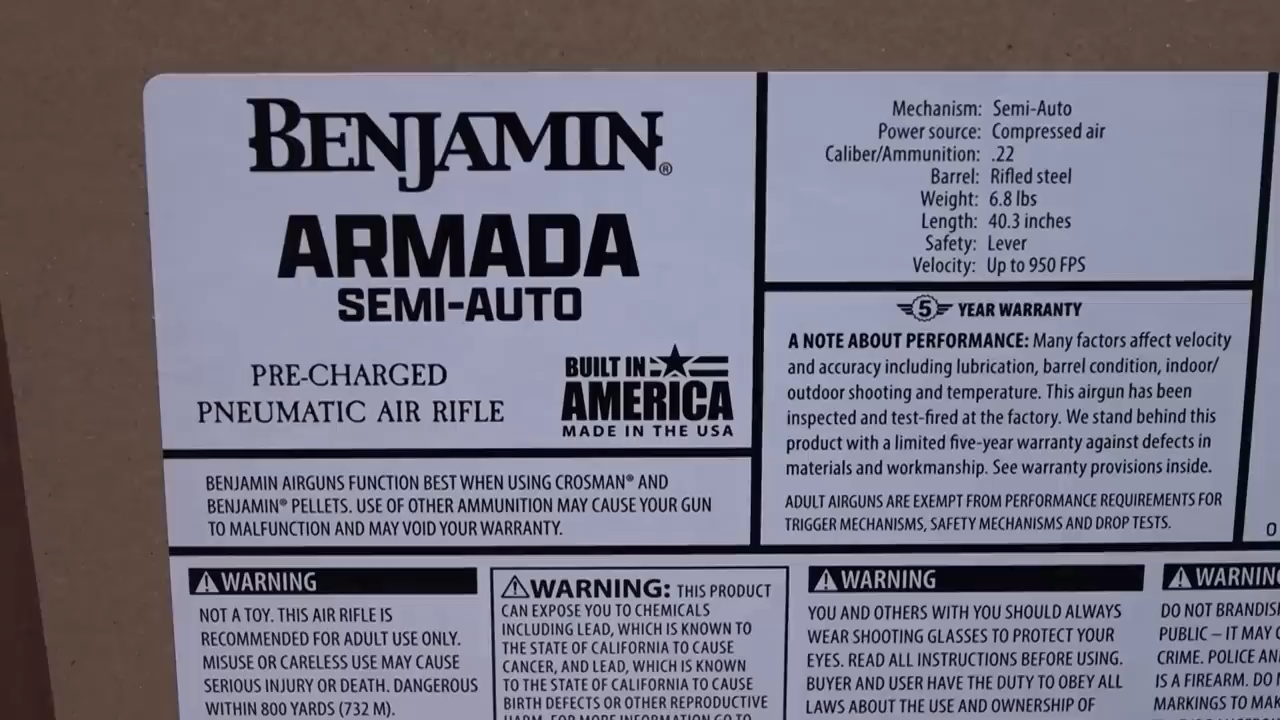 BENJAMIN®
ARMADA
SEMI-AUTO
PRE-CHARGED
PNEUMATIC AIR RIFLE
BUILT IN
AMERICA
MADE IN THE USA
Mechanism: Semi-Auto
Power source: Compressed air
Caliber/Ammunition: .22
Barrel: Rifled steel
Weight: 6.8 lbs
Length: 40.3 inches
Safety: Lever
Velocity: Up to 950 FPS
5 YEAR WARRANTY
A NOTE ABOUT PERFORMANCE: Many factors affect velocity
and accuracy including lubrication, barrel condition, indoor/
outdoor shooting and temperature. This airgun has been
inspected and test-fired at the factory. We stand behind this
product with a limited five-year warranty against defects in
materials and workmanship. See warranty provisions inside.
ADULT AIRGUNS ARE EXEMPT FROM PERFORMANCE REQUIREMENTS FOR
TRIGGER MECHANISMS, SAFETY MECHANISMS AND DROP TESTS.
BENJAMIN AIRGUNS FUNCTION BEST WHEN USING CROSMAN® AND
BENJAMIN® PELLETS. USE OF OTHER AMMUNITION MAY CAUSE YOUR GUN
TO MALFUNCTION AND MAY VOID YOUR WARRANTY.
WARNING
NOT A TOY. THIS AIR RIFLE IS
RECOMMENDED FOR ADULT USE ONLY.
MISUSE OR CARELESS USE MAY CAUSE
SERIOUS INJURY OR DEATH. DANGEROUS
WITHIN 800 YARDS (732 M).
WARNING: THIS PRODUCT
CAN EXPOSE YOU TO CHEMICALS
INCLUDING LEAD, WHICH IS KNOWN TO
THE STATE OF CALIFORNIA TO CAUSE
CANCER, AND LEAD, WHICH IS KNOWN
TO THE STATE OF CALIFORNIA TO CAUSE
BIRTH DEFECTS OR OTHER REPRODUCTIVE
HARM. FOR MORE INFORMATION GO TO
WARNING
YOU AND OTHERS WITH YOU SHOULD ALWAYS
WEAR SHOOTING GLASSES TO PROTECT YOUR
EYES. READ ALL INSTRUCTIONS BEFORE USING.
BUYER AND USER HAVE THE DUTY TO OBEY ALL
LAWS ABOUT THE USE AND OWNERSHIP OF
WARNING
DO NOT BRANDIS
PUBLIC – IT MAY
CRIME. POLICE AN
IS A FIREARM. DO
MARKINGS TO MA